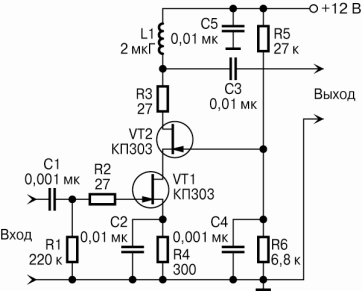 +12 В
C5
0,01 мк
R5
27 к
L1
2 мкГ
C3
0,01 мк
Выход
R3
27
VT2
КП303
C1
0,001 мк
R2
27
VT1
КП303
Вход
R1
220 к
C2
0,01 мк
R4
300
C4
0,001 мк
R6
6,8 к